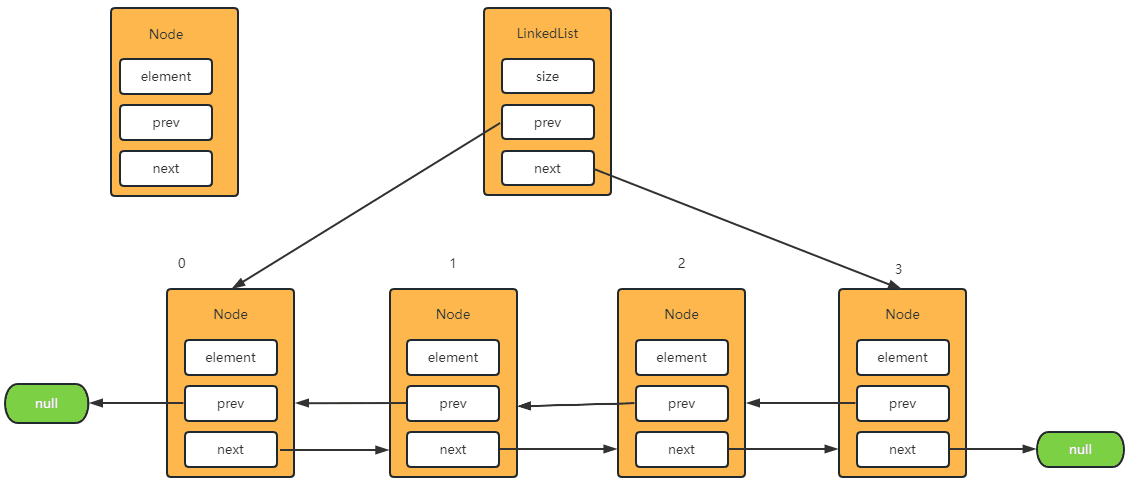 Node
element
prev
next
LinkedList
size
prev
next
0
1
2
3
Node
element
prev
next
Node
element
prev
next
Node
element
prev
next
Node
element
prev
next
null
null